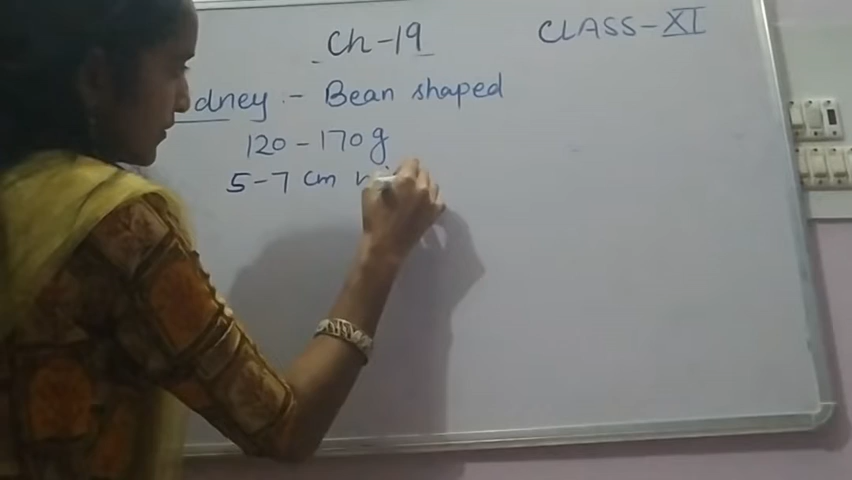 Ch-19
CLASS-XI
dney :- Bean shaped
120-170g
5-7 cm